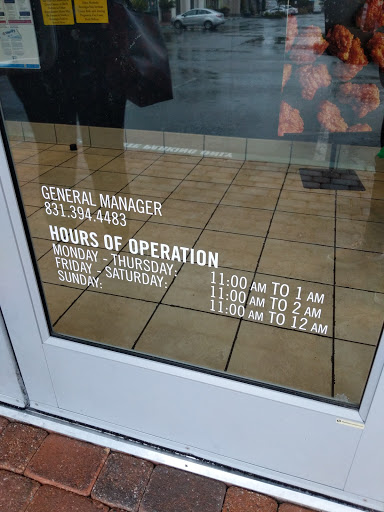 GENERAL MANAGER
831.394.4483
HOURS OF OPERATION
MONDAY - THURSDAY: 11:00 AM TO 1 AM
FRIDAY - SATURDAY: 11:00 AM TO 2 AM
SUNDAY: 11:00 AM TO 12 AM